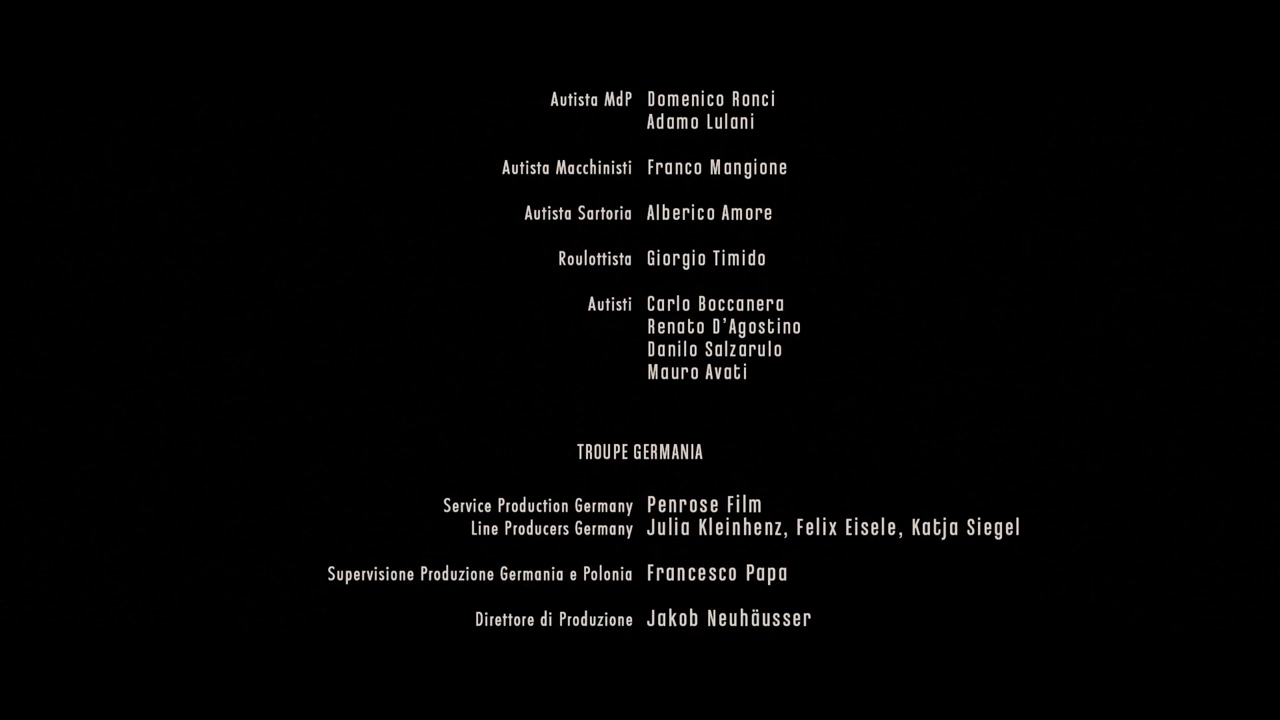 Autista MdP Domenico Ronci
Adamo Lulani
Autista Macchinisti Franco Mangione
Autista Sartoria Alberico Amore
Roulottista Giorgio Timido
Autisti Carlo Boccanera
Renato D'Agostino
Danilo Salzarulo
Mauro Avati
TROUPE GERMANIA
Service Production Germany Penrose Film
Line Producers Germany Julia Kleinhenz, Felix Eisele, Katja Siegel
Supervisione Produzione Germania e Polonia Francesco Papa
Direttore di Produzione Jakob Neuhäusser